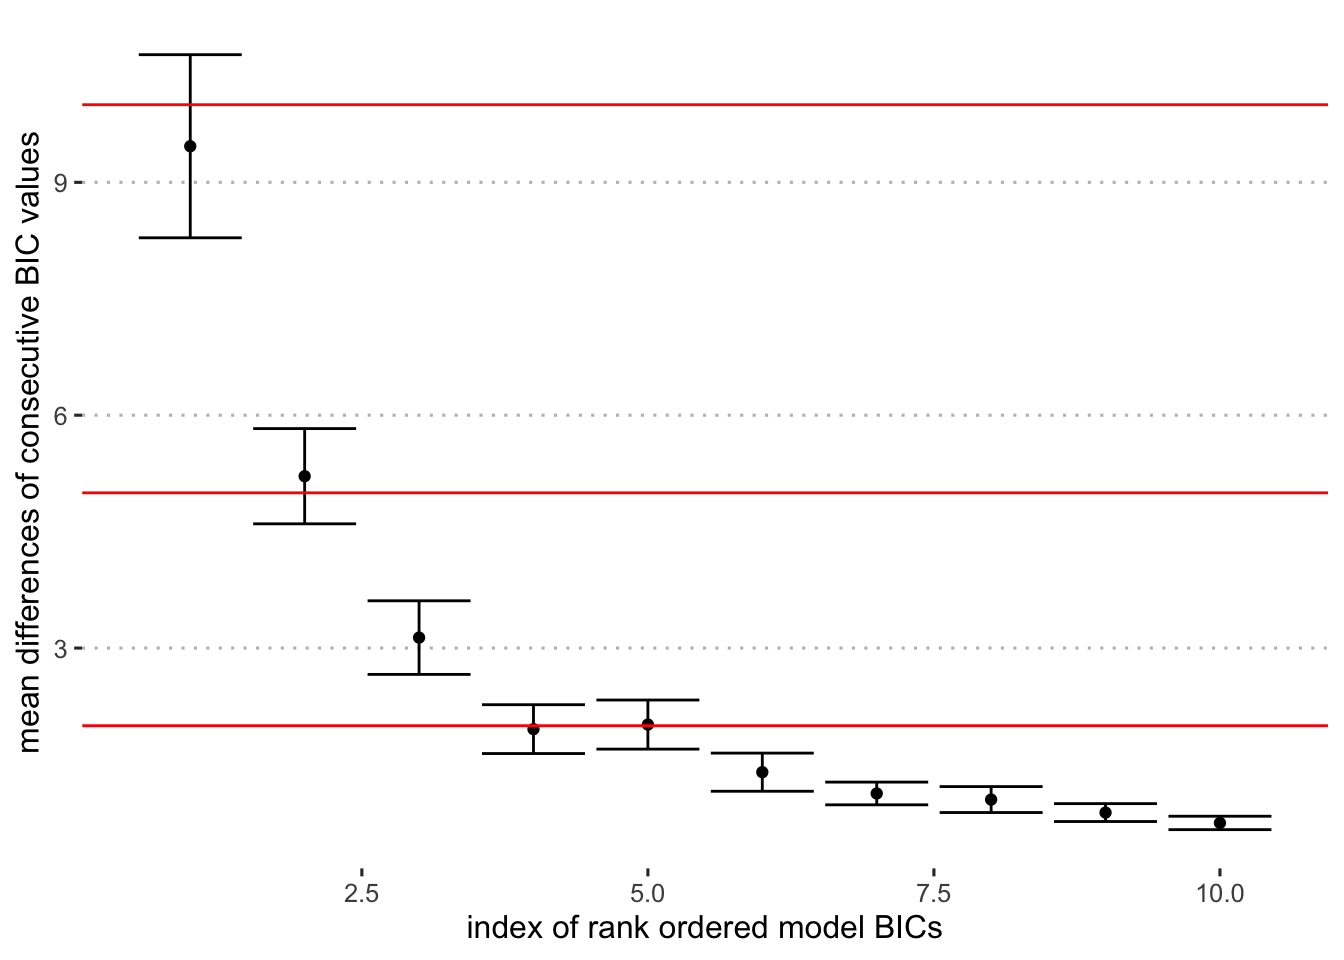 mean differences of consecutive BIC values
9
6
3
2.5 5.0 7.5 10.0
index of rank ordered model BICs